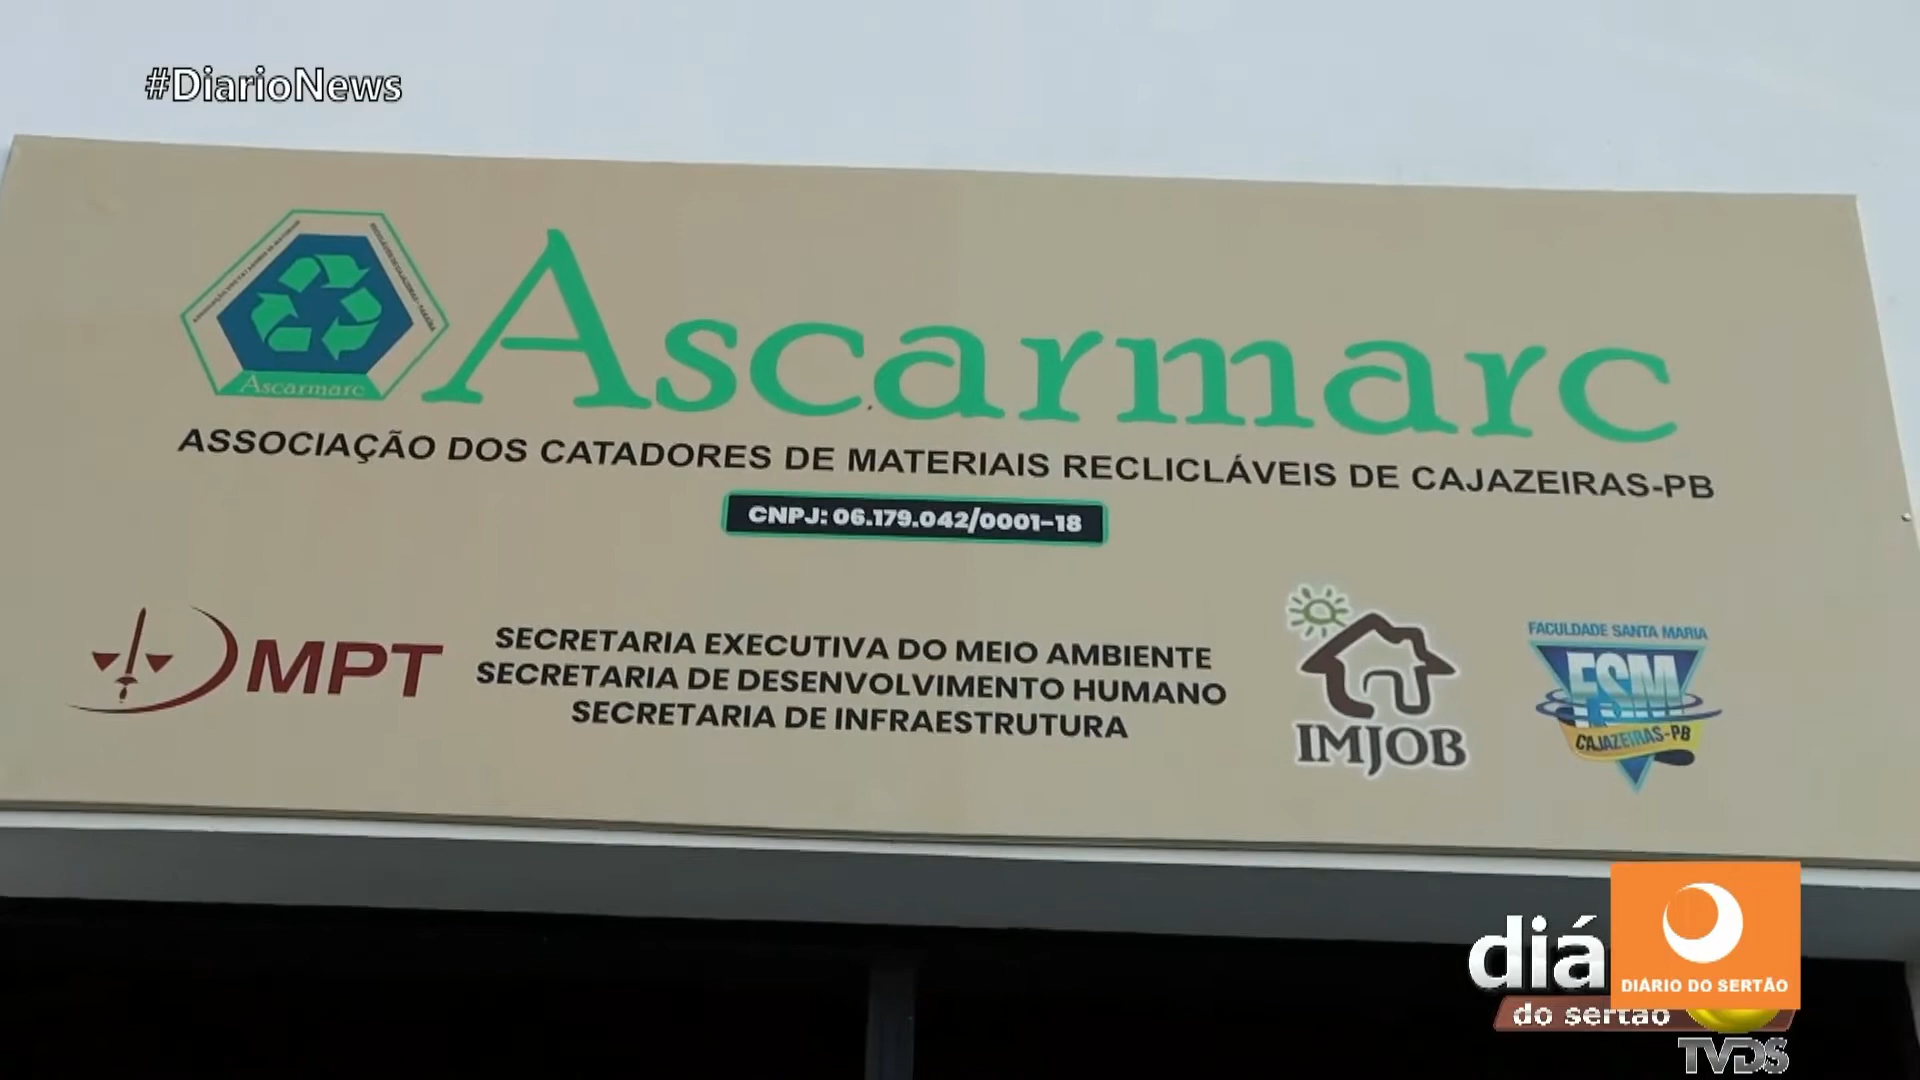 #DiarioNews
Ascarmarc
Ascarmarc
ASSOCIAÇÃO DOS CATADORES DE MATERIAIS RECLICLÁVEIS DE CAJAZEIRAS-PB
CNPJ: 06.179.042/0001-18
MPT
SECRETARIA EXECUTIVA DO MEIO AMBIENTE
SECRETARIA DE DESENVOLVIMENTO HUMANO
SECRETARIA DE INFRAESTRUTURA
IMJOB
FACULDADE SANTA MARIA
FSM
CAJAZEIRAS-PB
diá
do sertão
DIÁRIO DO SERTÃO
TVDS